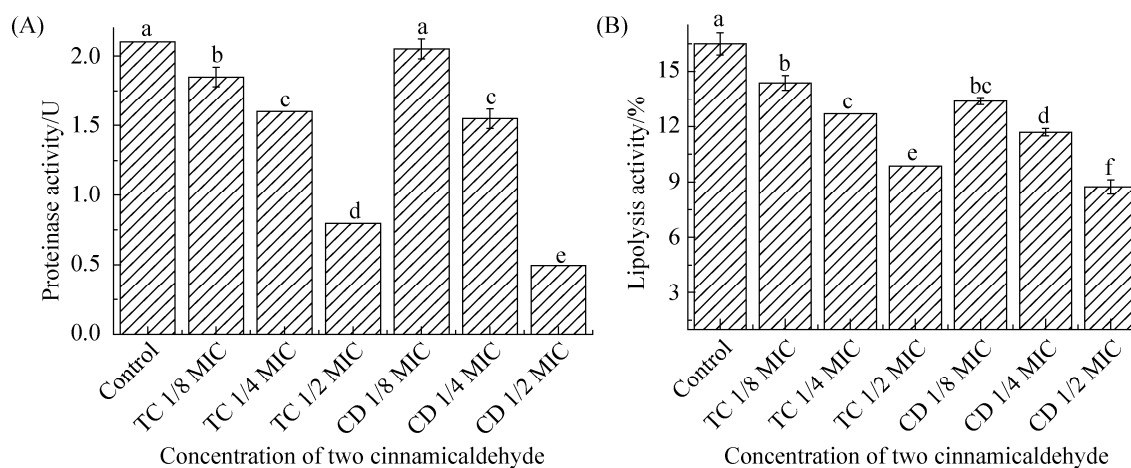 (A)
Proteinase activity/U
2.0
1.5
1.0
0.5
0.0
a
b
c
d
a
c
e
Control
TC 1/8 MIC
TC 1/4 MIC
TC 1/2 MIC
CD 1/8 MIC
CD 1/4 MIC
CD 1/2 MIC
Concentration of two cinnamicaldehyde
(B)
Lipolysis activity/%
15
12
9
6
3
a
b
c
e
bc
d
f
Control
TC 1/8 MIC
TC 1/4 MIC
TC 1/2 MIC
CD 1/8 MIC
CD 1/4 MIC
CD 1/2 MIC
Concentration of two cinnamicaldehyde